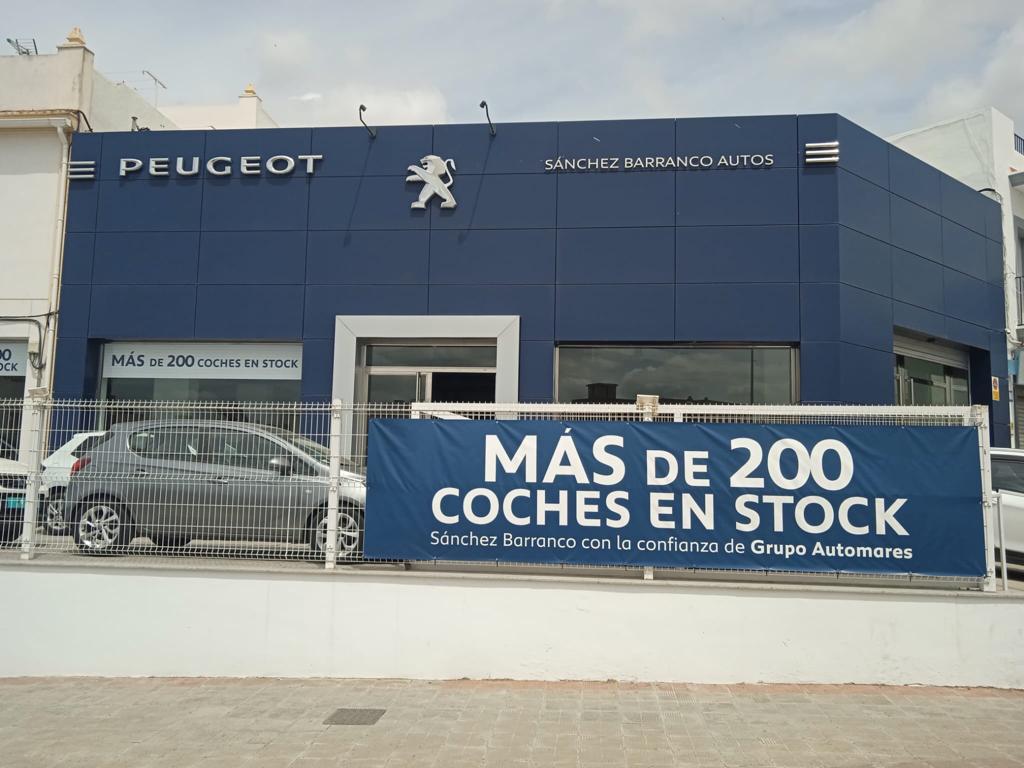 PEUGEOT
SÁNCHEZ BARRANCO AUTOS
MÁS DE 200 COCHES EN STOCK
MÁS DE 200
COCHES EN STOCK
Sánchez Barranco con la confianza de Grupo Automares